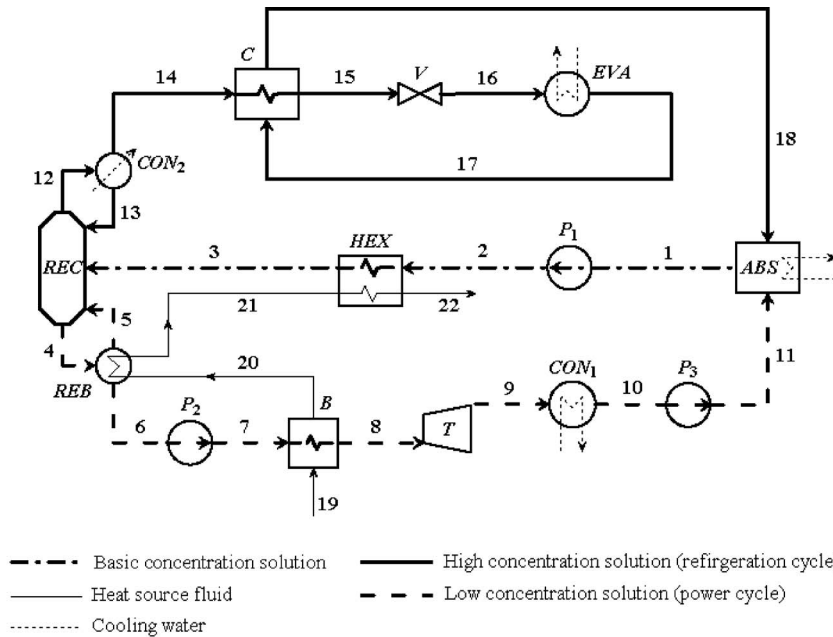 C
14
15
V
16
EVA
12
CON2
13
17
18
REC
3
HEX
2
P1
1
ABS
5
21
22
4
REB
20
11
CON1
P3
P2
B
9
10
6
7
8
T
19
Basic concentration solution
High concentration solution (refirgeration cycle
Heat source fluid
Low concentration solution (power cycle)
Cooling water